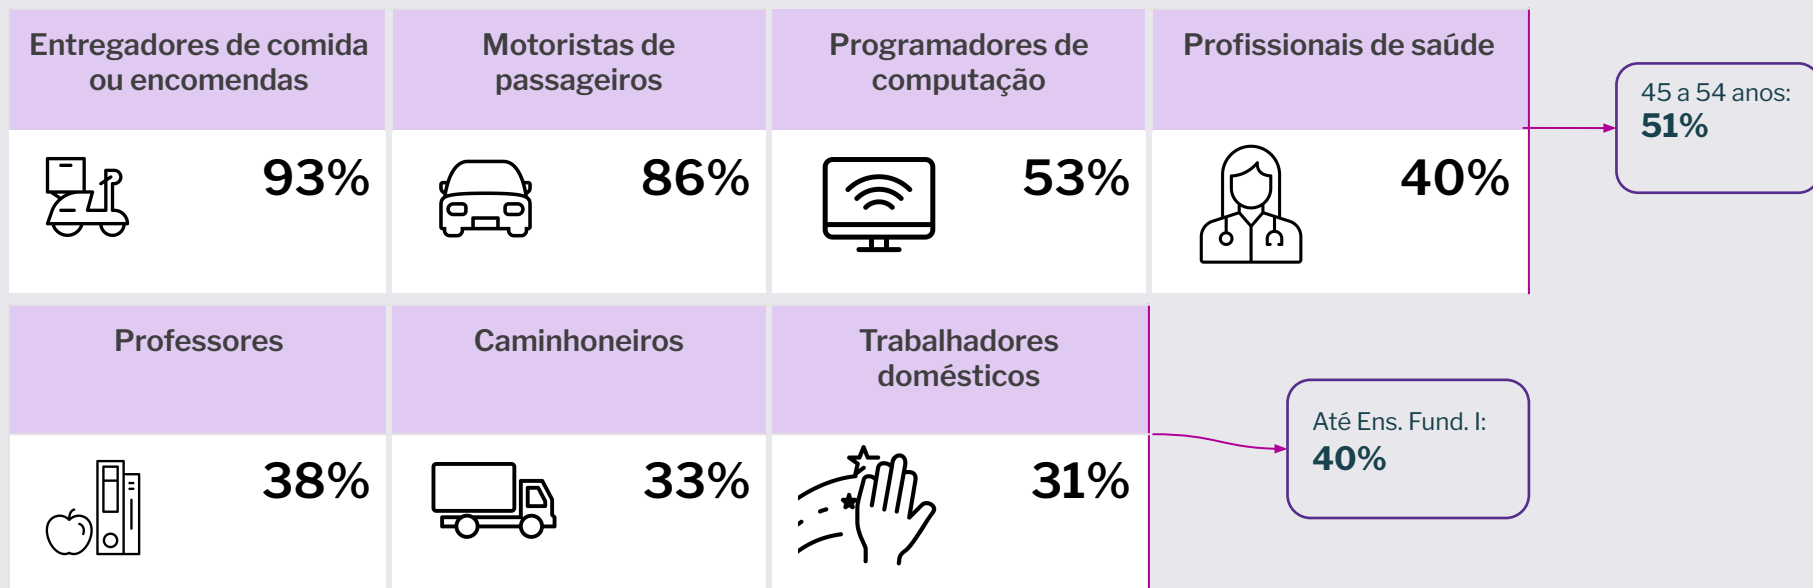 Entregadores de comida
ou encomendas
93%
Motoristas de
passageiros
86%
Programadores de
computação
53%
Profissionais de saúde
40%
45 a 54 anos:
51%
Professores
38%
Caminhoneiros
33%
Trabalhadores
domésticos
31%
Até Ens. Fund. I:
40%